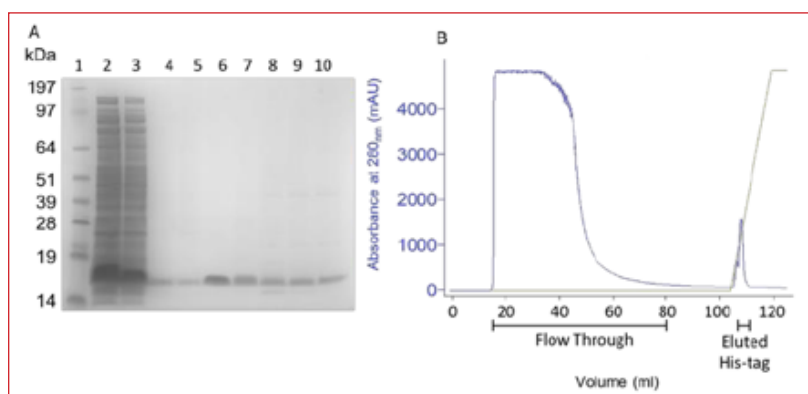 A
kDa
1 2 3 4 5 6 7 8 9 10
197
97
64
51
39
28
19
14
B
Absorbance at 280nm (mAU)
4000
3000
2000
1000
0
0 20 40 60 80 100 120
Flow Through
Eluted
His-tag
Volume (ml)